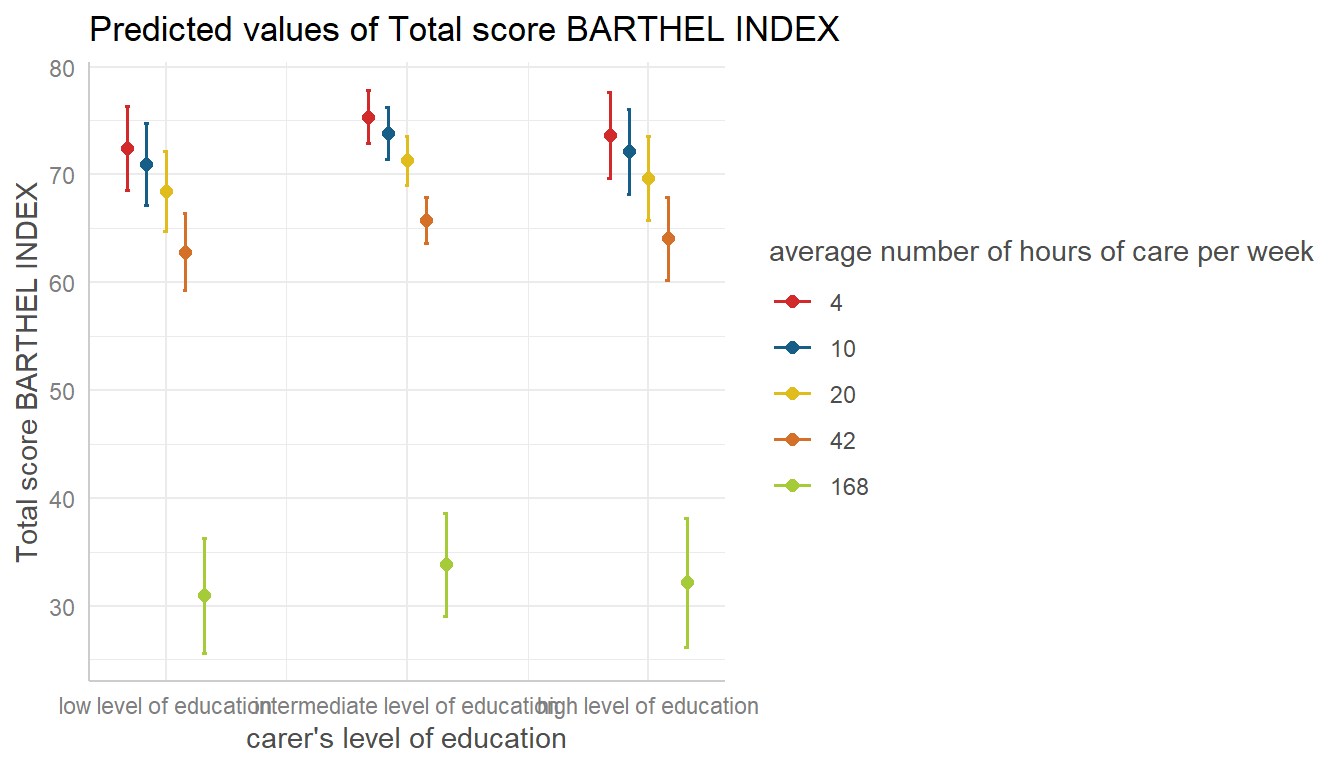 Predicted values of Total score BARTHEL INDEX
Total score BARTHEL INDEX
80
70
60
50
40
30
low level of education
intermediate level of education
high level of education
carer's level of education
average number of hours of care per week
4
10
20
42
168